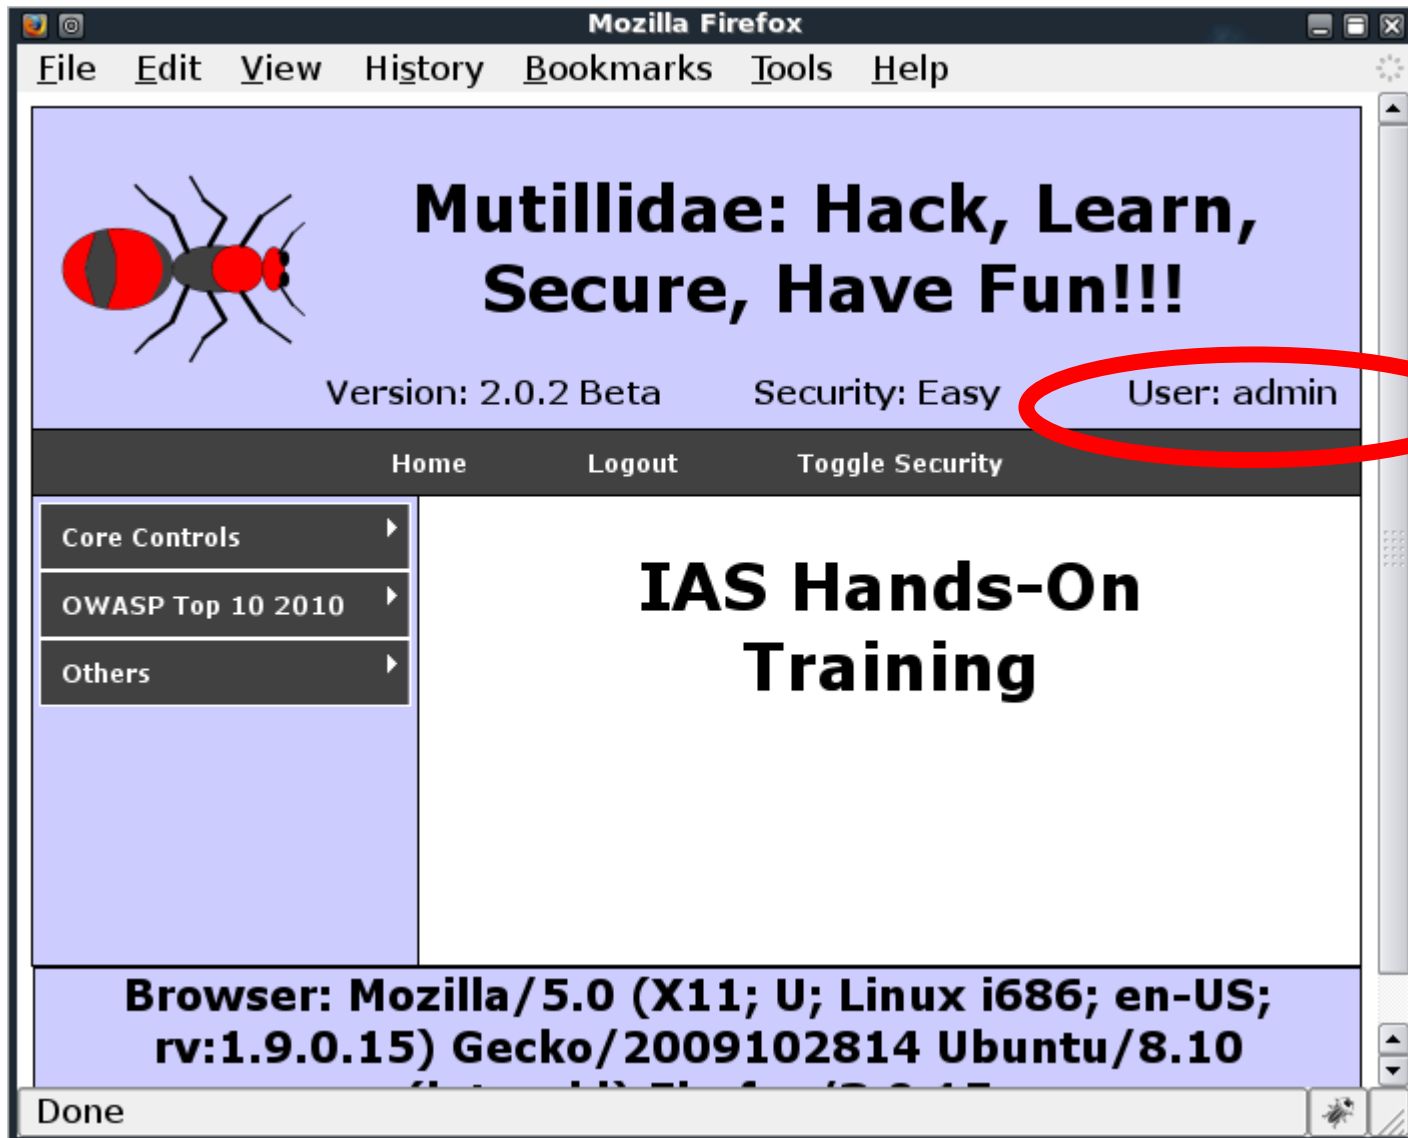 Mozilla Firefox
File Edit View History Bookmarks Tools Help
Mutillidae: Hack, Learn,
Secure, Have Fun!!!
Version: 2.0.2 Beta Security: Easy User: admin
Home Logout Toggle Security
Core Controls
OWASP Top 10 2010
Others
IAS Hands-On
Training
Browser: Mozilla/5.0 (X11; U; Linux i686; en-US;
rv:1.9.0.15) Gecko/2009102814 Ubuntu/8.10
Done